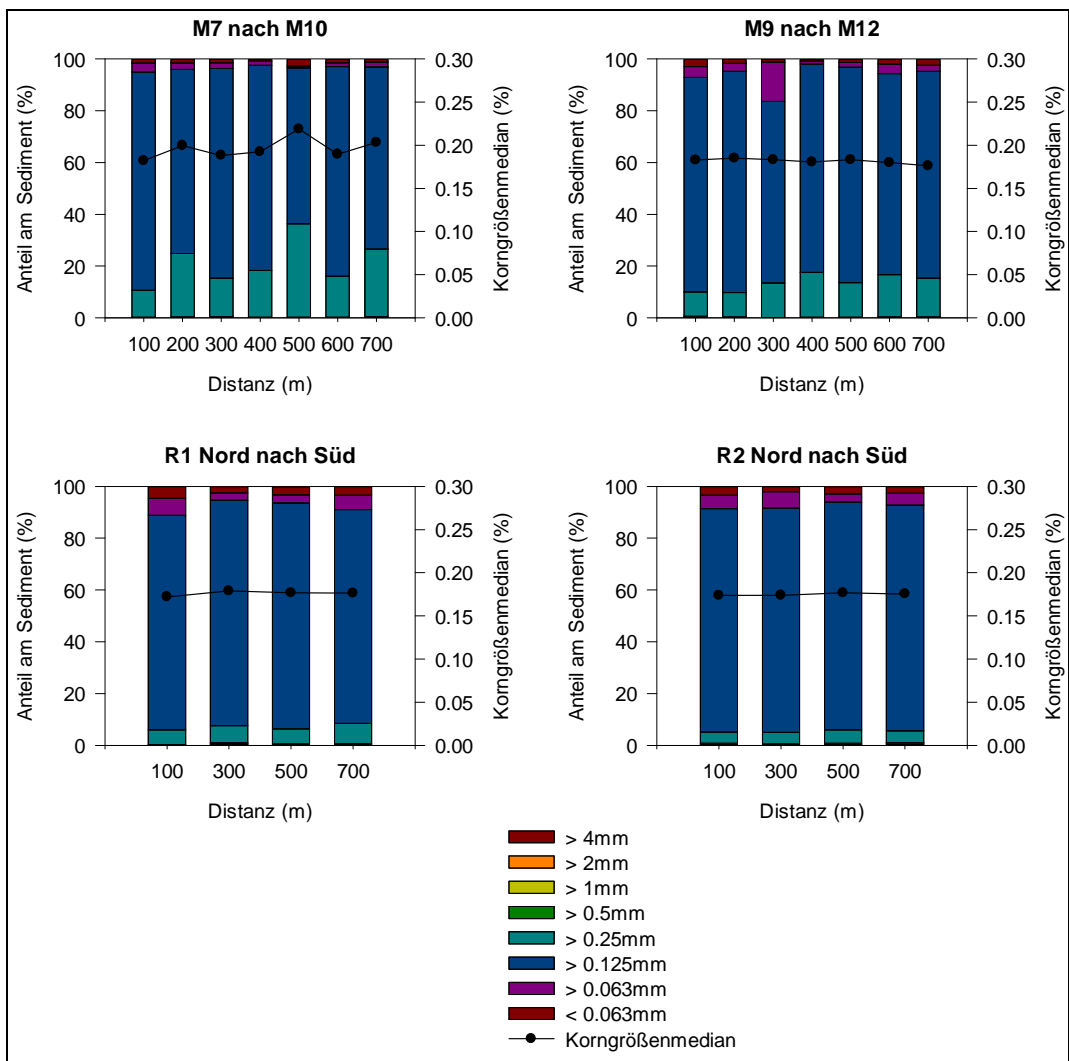 M7 nach M10
100
80
60
40
20
0
Anteil am Sediment (%)
0.30
0.25
0.20
0.15
0.10
0.05
0.00
Korngrößenmedian (%)
100 200 300 400 500 600 700
Distanz (m)
M9 nach M12
100
80
60
40
20
0
Anteil am Sediment (%)
0.30
0.25
0.20
0.15
0.10
0.05
0.00
Korngrößenmedian (%)
100 200 300 400 500 600 700
Distanz (m)
R1 Nord nach Süd
100
80
60
40
20
0
Anteil am Sediment (%)
0.30
0.25
0.20
0.15
0.10
0.05
0.00
Korngrößenmedian (%)
100 300 500 700
Distanz (m)
R2 Nord nach Süd
100
80
60
40
20
0
Anteil am Sediment (%)
0.30
0.25
0.20
0.15
0.10
0.05
0.00
Korngrößenmedian (%)
100 300 500 700
Distanz (m)
> 4mm
> 2mm
> 1mm
> 0.5mm
> 0.25mm
> 0.125mm
> 0.063mm
< 0.063mm
Korngrößenmedian